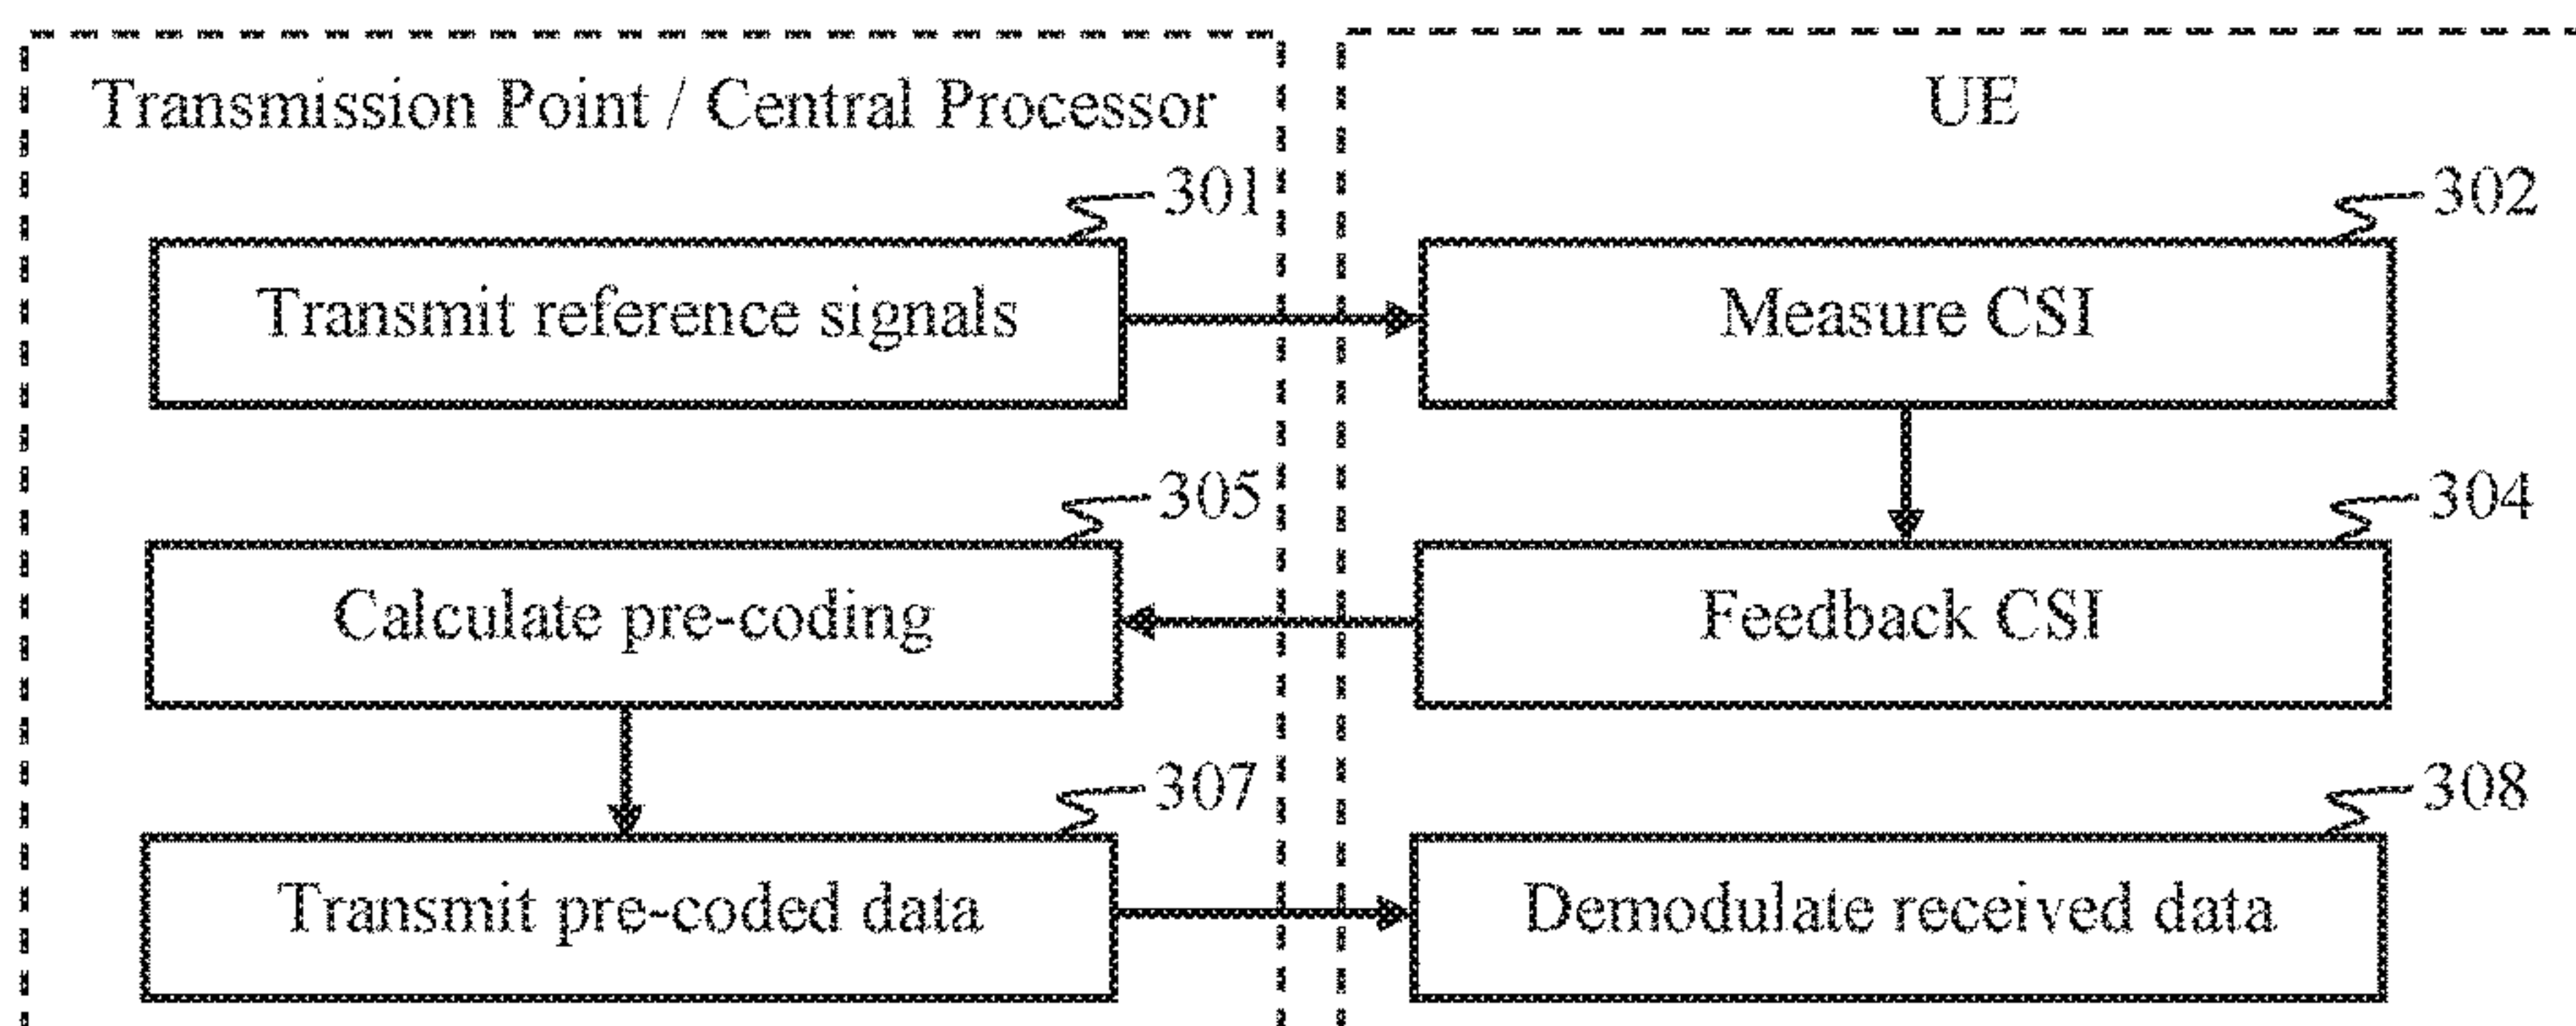 Transmission Point / Central Processor
UE
301
302
Transmit reference signals
Measure CSI
305
304
Calculate pre-coding
Feedback CSI
307
308
Transmit pre-coded data
Demodulate received data